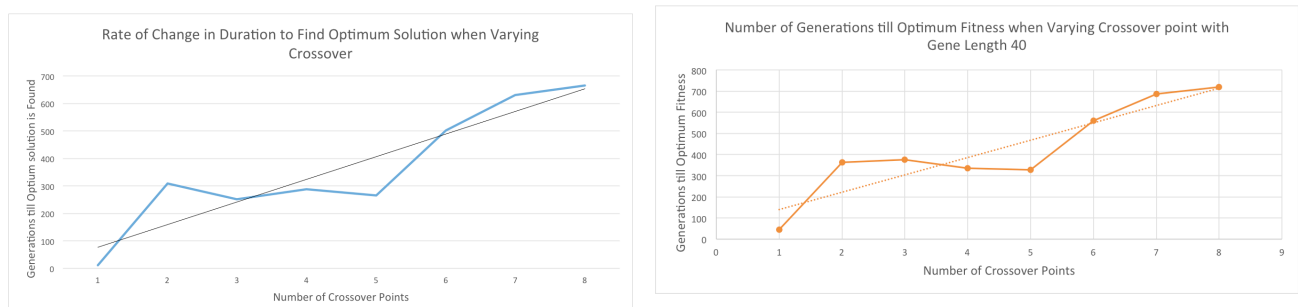 Rate of Change in Duration to Find Optimum Solution when Varying
Crossover
Generations till Optium solution is Found
700
600
500
400
300
200
100
0
1 2 3 4 5 6 7 8
Number of Crossover Points
Number of Generations till Optimum Fitness when Varying Crossover point with
Gene Length 40
Generations till Optimum Fitness
800
700
600
500
400
300
200
100
0
0 1 2 3 4 5 6 7 8 9
Number of Crossover Points